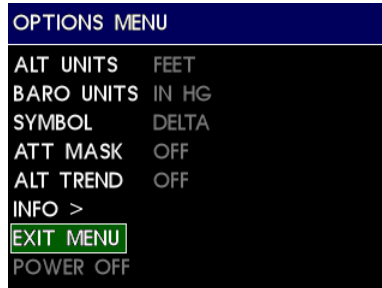 OPTIONS MENU
ALT UNITS FEET
BARO UNITS IN HG
SYMBOL DELTA
ATT MASK OFF
ALT TREND OFF
INFO >
EXIT MENU
POWER OFF